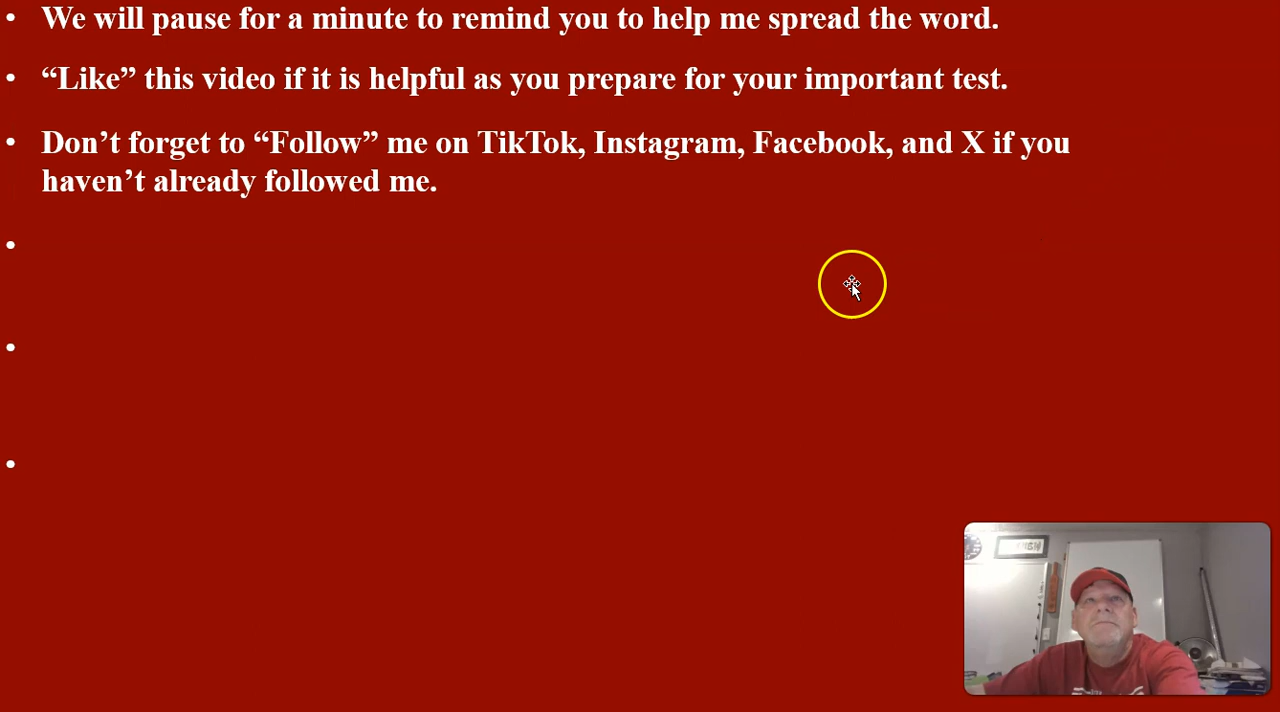 • We will pause for a minute to remind you to help me spread the word.
• “Like” this video if it is helpful as you prepare for your important test.
• Don’t forget to “Follow” me on TikTok, Instagram, Facebook, and X if you
haven’t already followed me.
•
•
•